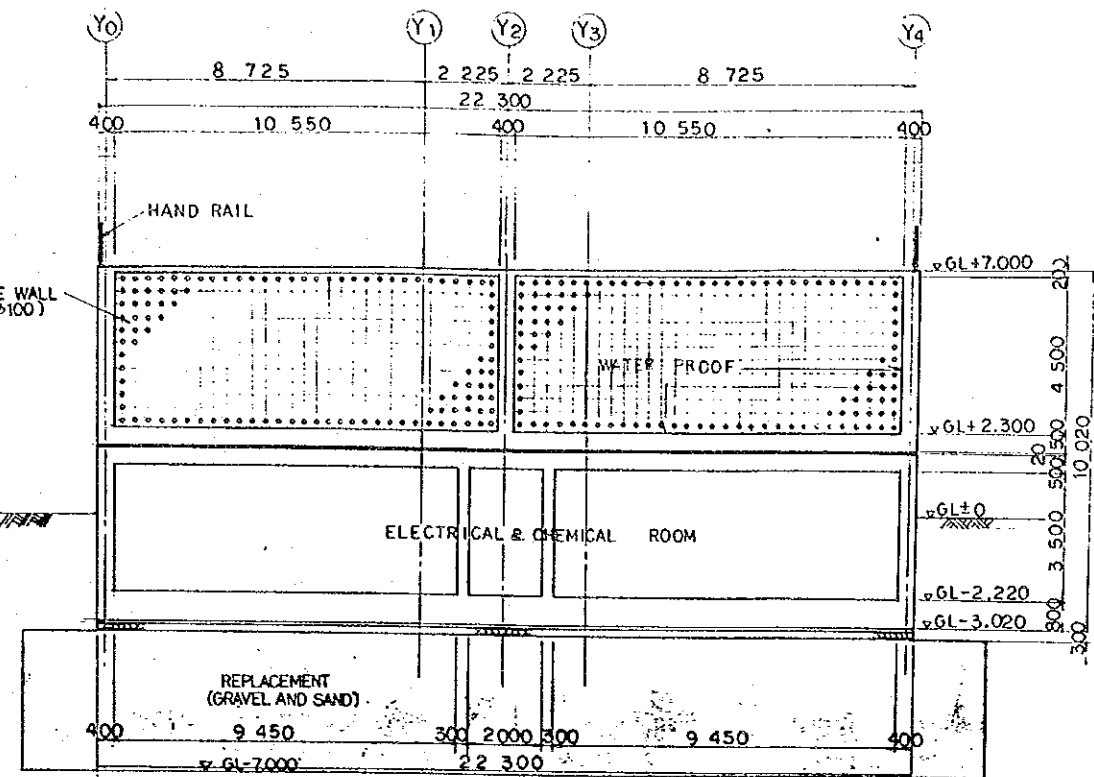 Y0 Y1 Y2 Y3 Y4
8 725 2 225 2 225 8 725
22 300
400 10 550 400 10 550 400
HAND RAIL
GL+7.000
200
E WALL
100)
WATER PROOF
4 500
GL+2.300
500
20
10 020
500
GL±0
ELECTRICAL & CHEMICAL ROOM
3 500
GL-2.220
800
GL-3.020
300
REPLACEMENT
(GRAVEL AND SAND)
400 9 450 300 2000 300 9 450 400
GL-7.000 22 300